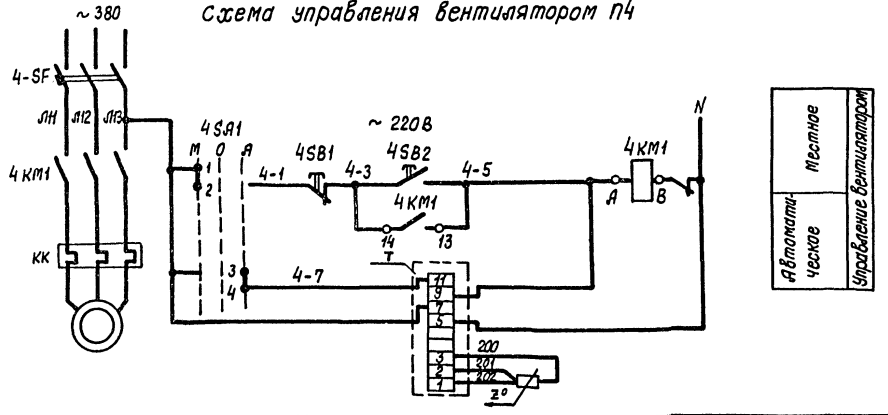 Схема управления вентилятором П4
~ 380
4-SF
Л11 Л12 Л13
4SA1
М О А
1
2
4-1
4SB1
4-3
~ 220В
4SB2
4-5
4КМ1
14 13
4КМ1
А В
N
4КМ1
КК
3
4
4-7
Т
11
9
7
5
3
2
1
200
201
202
t°
Местное
Автомати-
ческое
Управление вентилятором